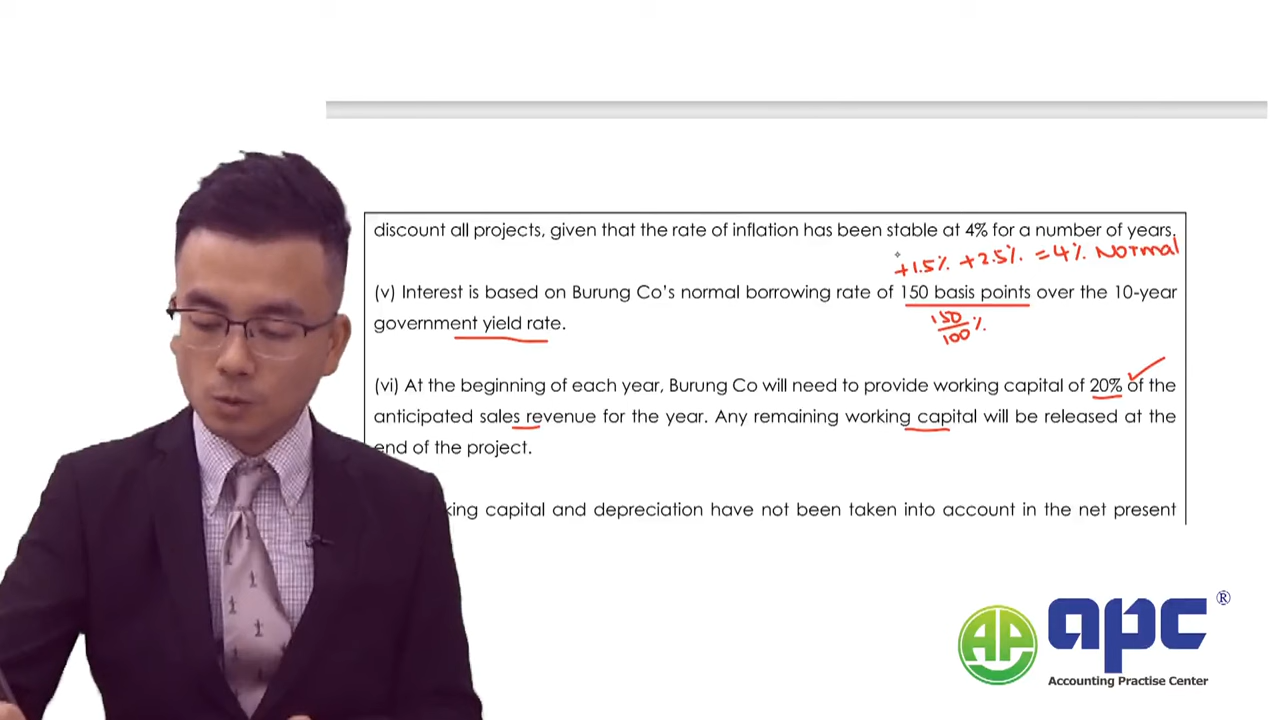 discount all projects, given that the rate of inflation has been stable at 4% for a number of years.
+1.5% +2.5% = 4% Normal
(v) Interest is based on Burung Co's normal borrowing rate of 150 basis points over the 10-year
government yield rate.
150
100 %
(vi) At the beginning of each year, Burung Co will need to provide working capital of 20% of the
anticipated sales revenue for the year. Any remaining working capital will be released at the
end of the project.
king capital and depreciation have not been taken into account in the net present
AP apc ®
Accounting Practise Center